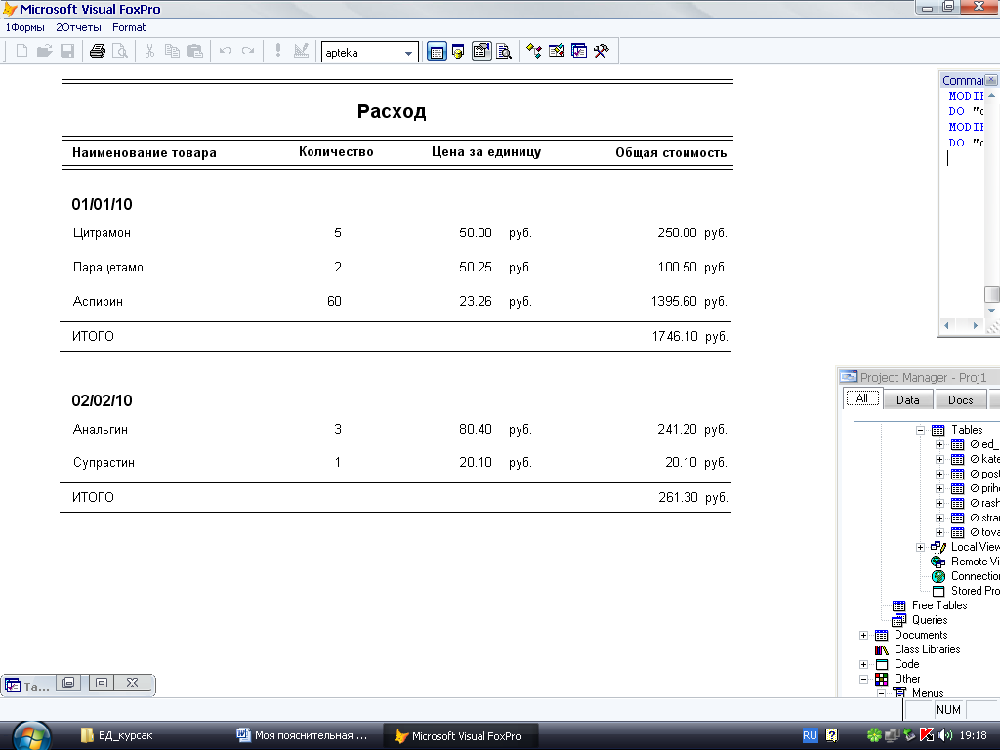 Microsoft Visual FoxPro
1Формы 2Отчеты Format
apteka
Расход
Наименование товара Количество Цена за единицу Общая стоимость
01/01/10
Цитрамон 5 50.00 руб. 250.00 руб.
Парацетамо 2 50.25 руб. 100.50 руб.
Аспирин 60 23.26 руб. 1395.60 руб.
ИТОГО 1746.10 руб.
02/02/10
Анальгин 3 80.40 руб. 241.20 руб.
Супрастин 1 20.10 руб. 20.10 руб.
ИТОГО 261.30 руб.
Comma
MODI
DO "c
MODI
DO "c
Project Manager - Proj1
All Data Docs
Tables
ed_
kate
post
prih
rash
stra
tova
Local View
Remote Vi
Connection
Stored Pro
Free Tables
Queries
Documents
Class Libraries
Code
Other
Menus
Ta...
NUM
БД_курсак Моя пояснительная ... Microsoft Visual FoxPro RU 19:18